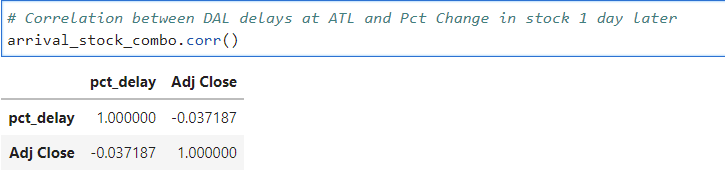 # Correlation between DAL delays at ATL and Pct Change in stock 1 day later
arrival_stock_combo.corr()
pct_delay Adj Close
pct_delay 1.000000 -0.037187
Adj Close -0.037187 1.000000